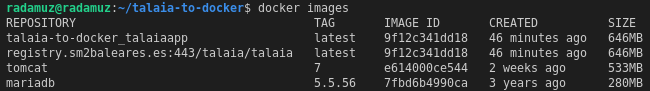 radamuz@radamuz:~/talaia-to-docker$ docker images
REPOSITORY TAG IMAGE ID CREATED SIZE
talaia-to-docker_talaiaapp latest 9f12c341dd18 46 minutes ago 646MB
registry.sm2baleares.es:443/talaia/talaia latest 9f12c341dd18 46 minutes ago 646MB
tomcat 7 e614000ce544 2 weeks ago 533MB
mariadb 5.5.56 7fbd6b4990ca 3 years ago 280MB